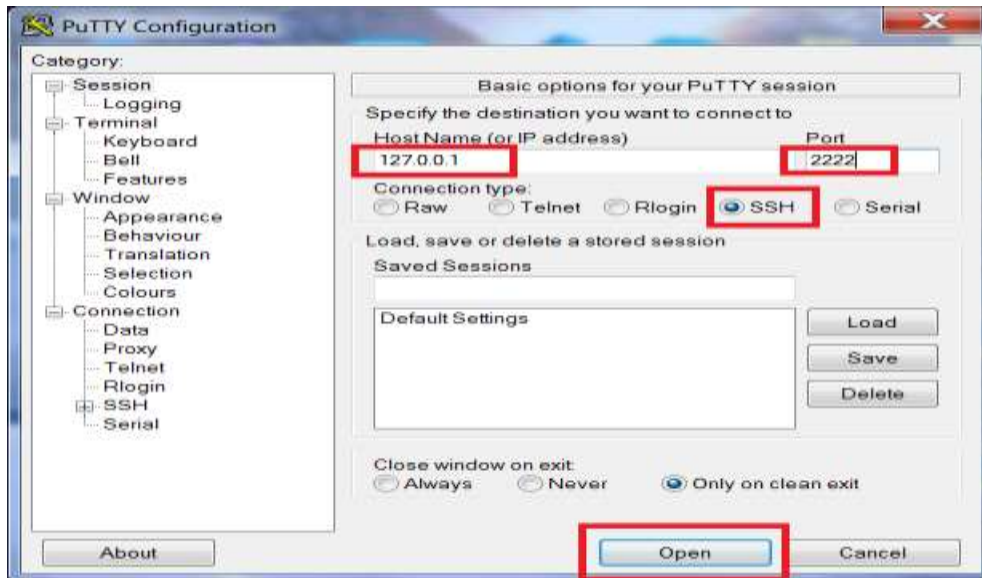 PuTTY Configuration
Category:
Session
Logging
Terminal
Keyboard
Bell
Features
Window
Appearance
Behaviour
Translation
Selection
Colours
Connection
Data
Proxy
Telnet
Rlogin
SSH
Serial
Basic options for your PuTTY session
Specify the destination you want to connect to
Host Name (or IP address) Port
127.0.0.1 2222
Connection type:
Raw Telnet Rlogin SSH Serial
Load, save or delete a stored session
Saved Sessions
Default Settings
Load
Save
Delete
Close window on exit:
Always Never Only on clean exit
About Open Cancel